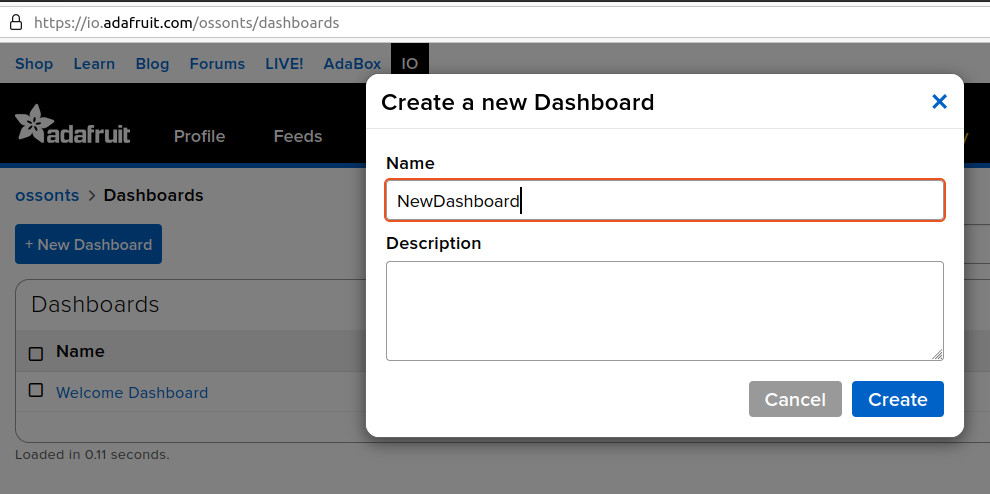 https://io.adafruit.com/ossonts/dashboards
Shop Learn Blog Forums LIVE! AdaBox IO
adafruit Profile Feeds
ossonts > Dashboards
+ New Dashboard
Dashboards
Name
Welcome Dashboard
Loaded in 0.11 seconds.
Create a new Dashboard
Name
NewDashboard
Description
Cancel Create